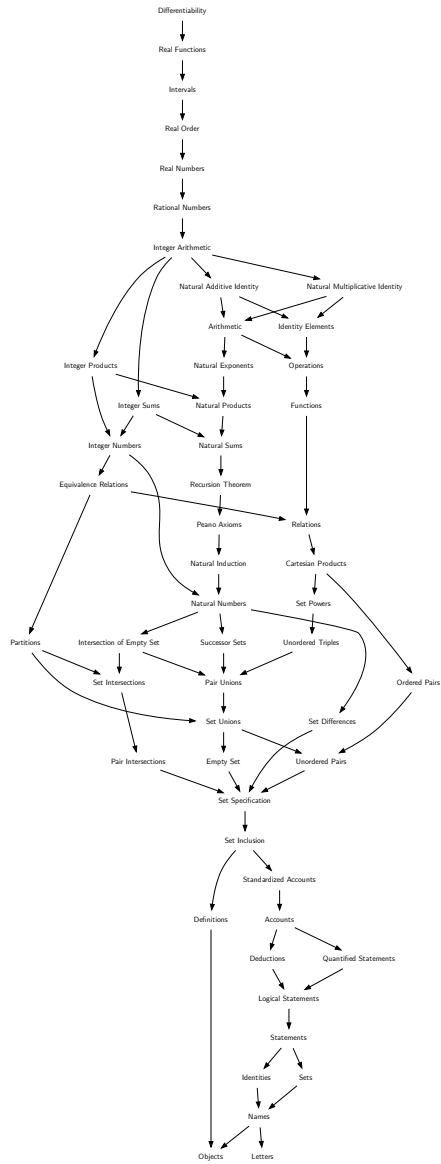 Differentiability
Real Functions
Intervals
Real Order
Real Numbers
Rational Numbers
Integer Arithmetic
Natural Additive Identity
Natural Multiplicative Identity
Arithmetic
Identity Elements
Integer Products
Natural Exponents
Operations
Integer Sums
Natural Products
Functions
Integer Numbers
Natural Sums
Equivalence Relations
Recursion Theorem
Peano Axioms
Relations
Natural Induction
Cartesian Products
Natural Numbers
Set Powers
Partitions
Intersection of Empty Set
Successor Sets
Unordered Triples
Set Intersections
Pair Unions
Ordered Pairs
Set Unions
Set Differences
Pair Intersections
Empty Set
Unordered Pairs
Set Specification
Set Inclusion
Standardized Accounts
Definitions
Accounts
Deductions
Quantified Statements
Logical Statements
Statements
Identities
Sets
Names
Objects
Letters